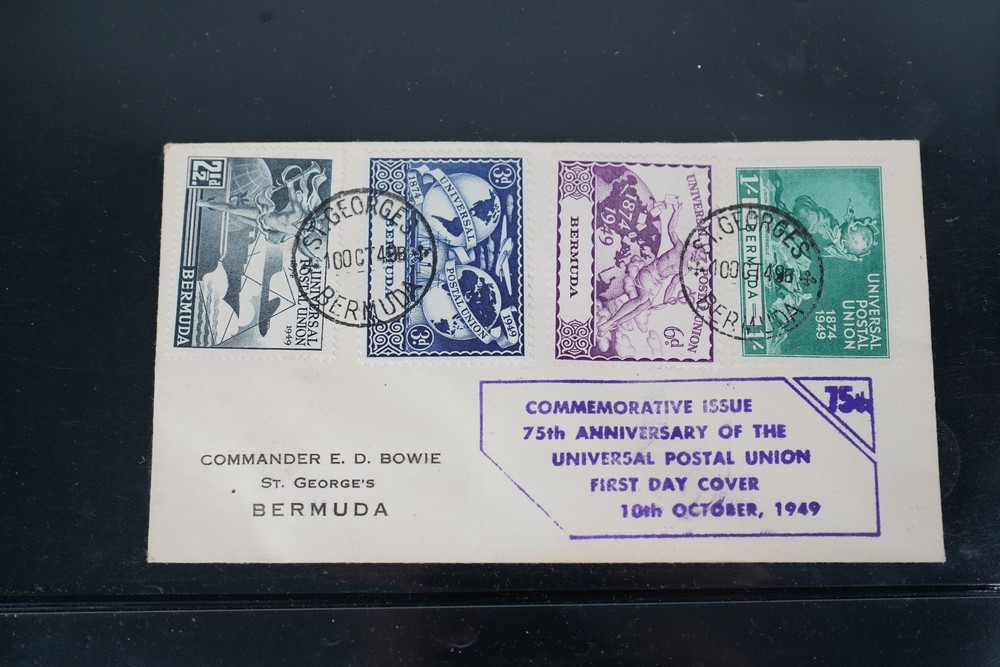 2½d.
BERMUDA
UNIVERSAL
POSTAL UNION
1949
3d
1874
UNIVERSAL
BERMUDA
POSTAL UNION
1949
3d
UNIVERSAL POSTAL UNION
1874
1949
BERMUDA
6d
1/-
BERMUDA
1/-
UNIVERSAL
POSTAL
UNION
1874
1949
ST. GEORGES
10 OCT 49
BERMUDA
ST. GEORGES
10 OC 49
BERMUDA
COMMANDER E. D. BOWIE
ST. GEORGE'S
BERMUDA
75th
COMMEMORATIVE ISSUE
75th ANNIVERSARY OF THE
UNIVERSAL POSTAL UNION
FIRST DAY COVER
10th OCTOBER, 1949